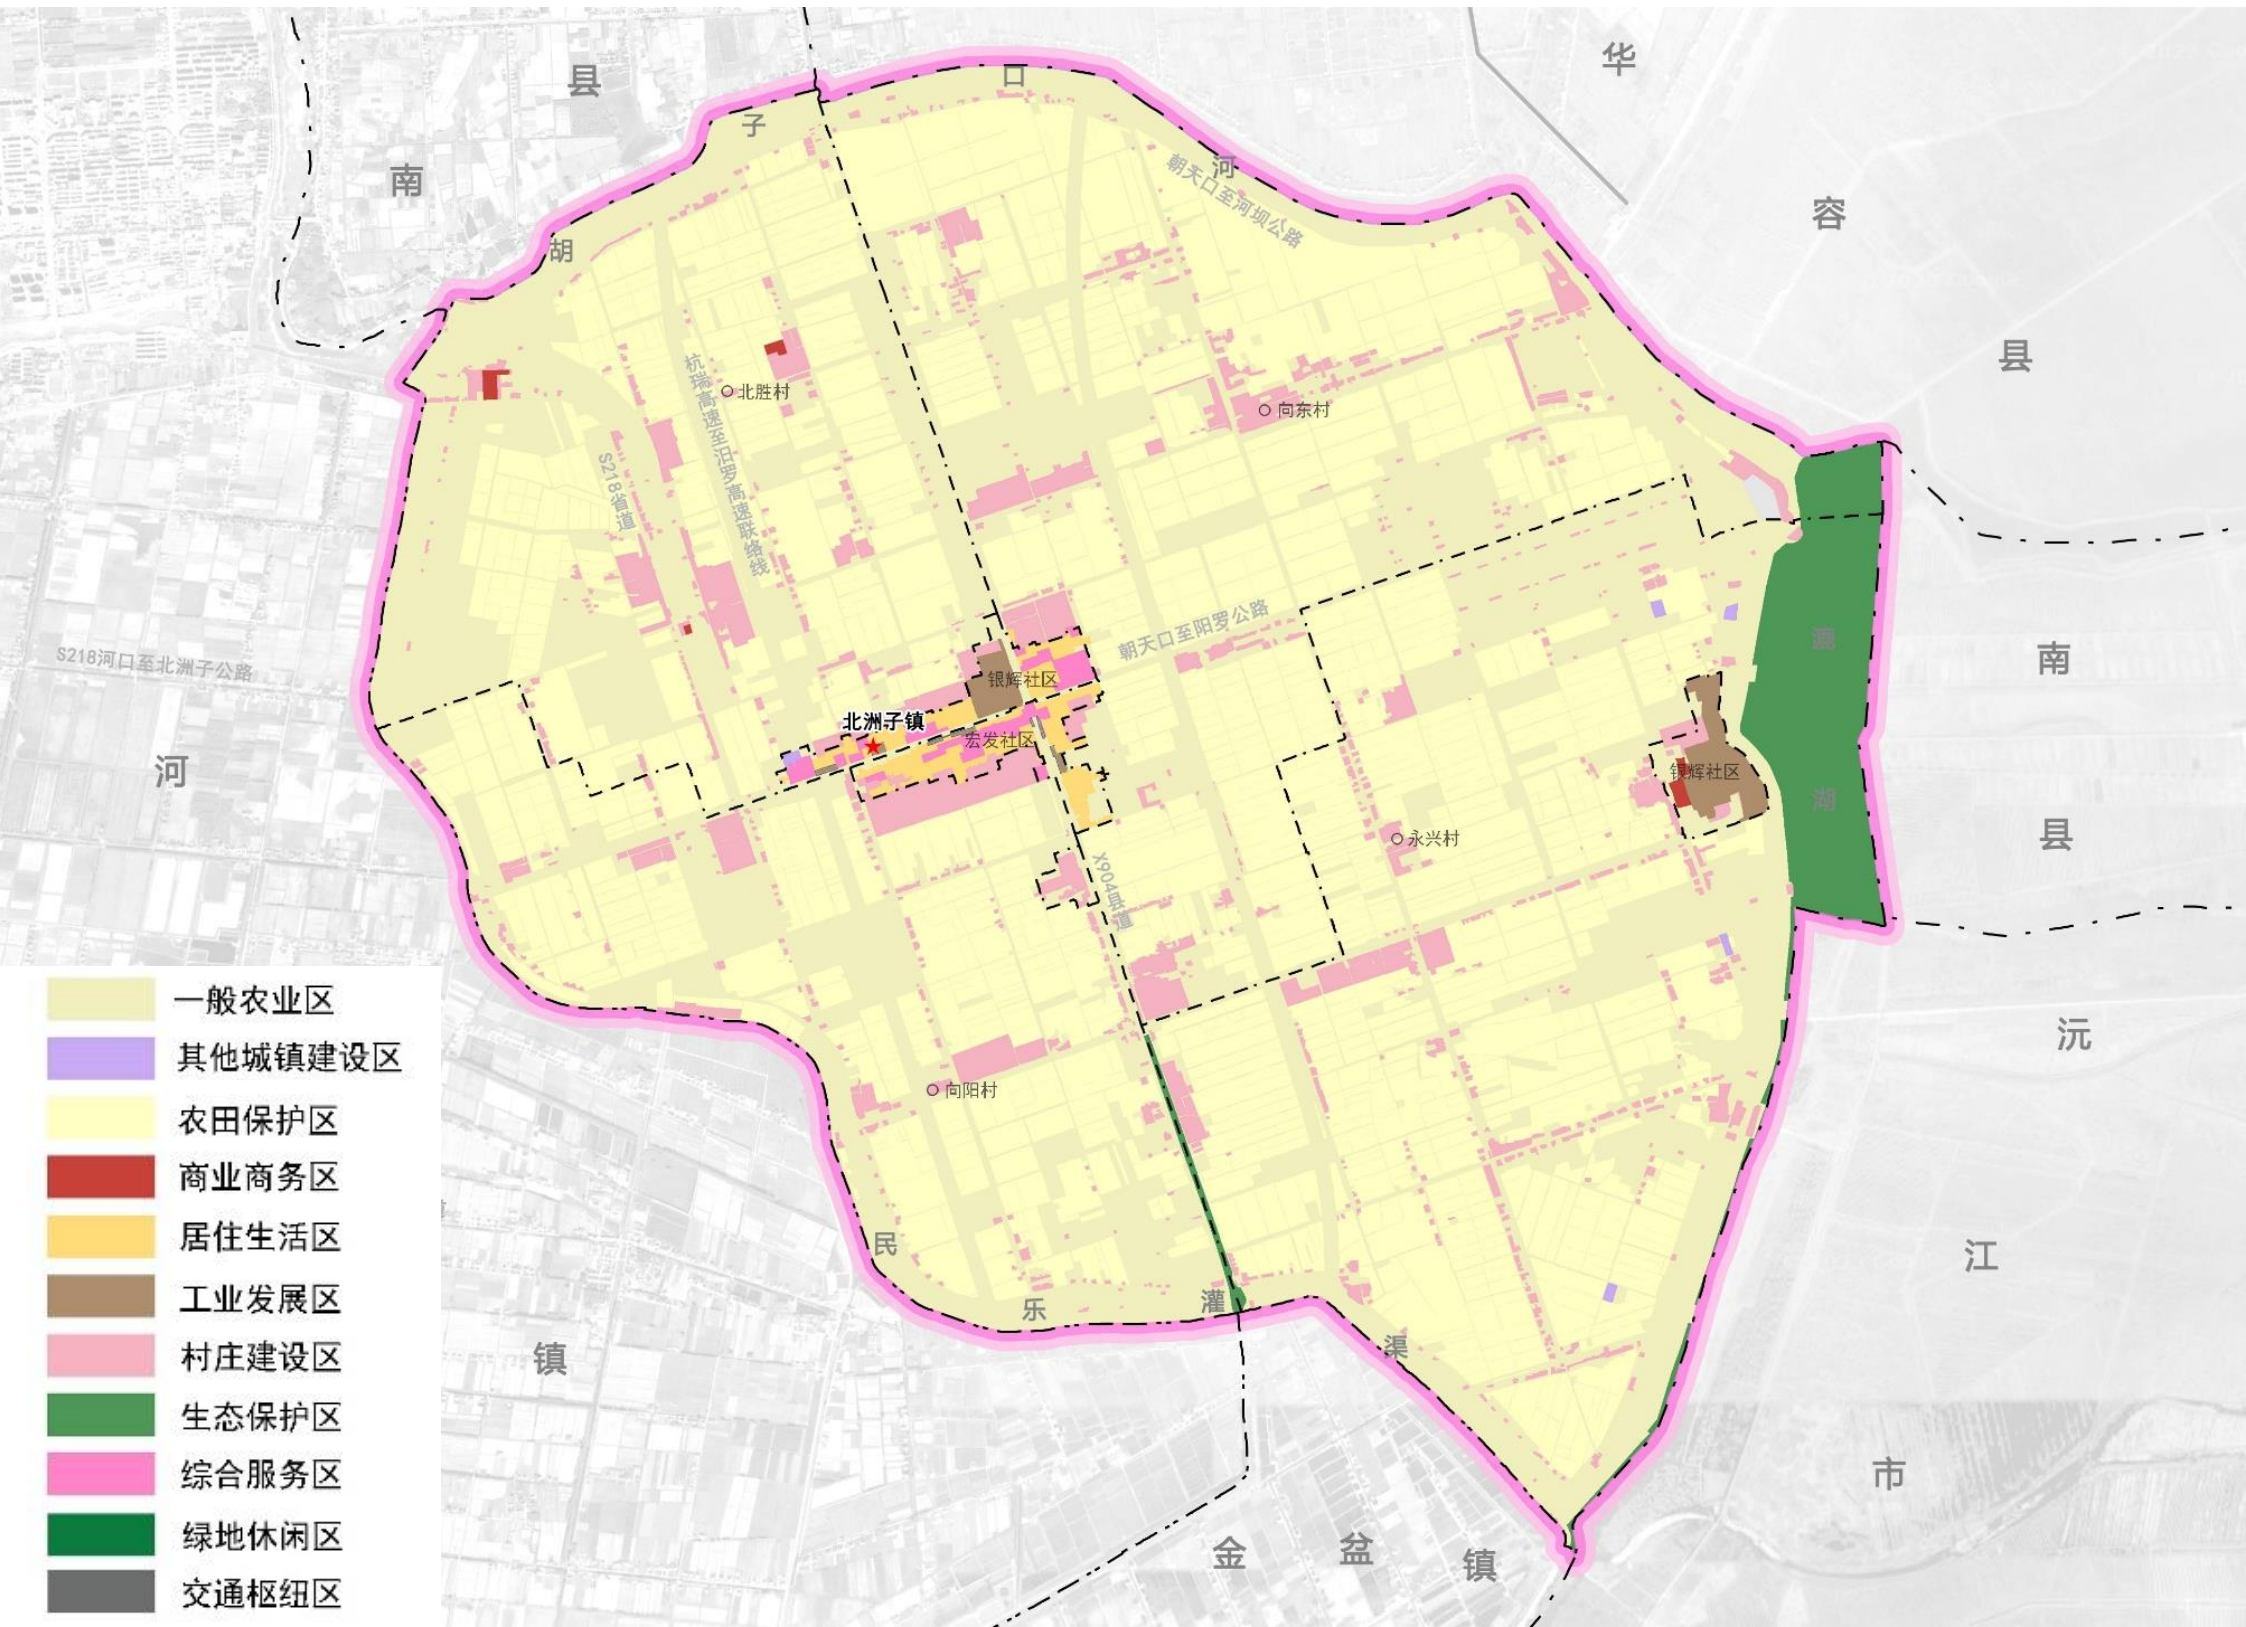 华
县
口
子
河
南
朝天口至河坝公路
容
胡
县
杭瑞高速至汨罗高速联络线
北胜村
向东村
S218省道
朝天口至阳罗公路
S218河口至北洲子公路
南
湖
银辉社区
北洲子镇
宏发社区
河
银辉社区
县
永兴村
X904县道
沅
向阳村
民
江
乐
灌
渠
镇
市
金
盆
镇
一般农业区
其他城镇建设区
农田保护区
商业商务区
居住生活区
工业发展区
村庄建设区
生态保护区
综合服务区
绿地休闲区
交通枢纽区